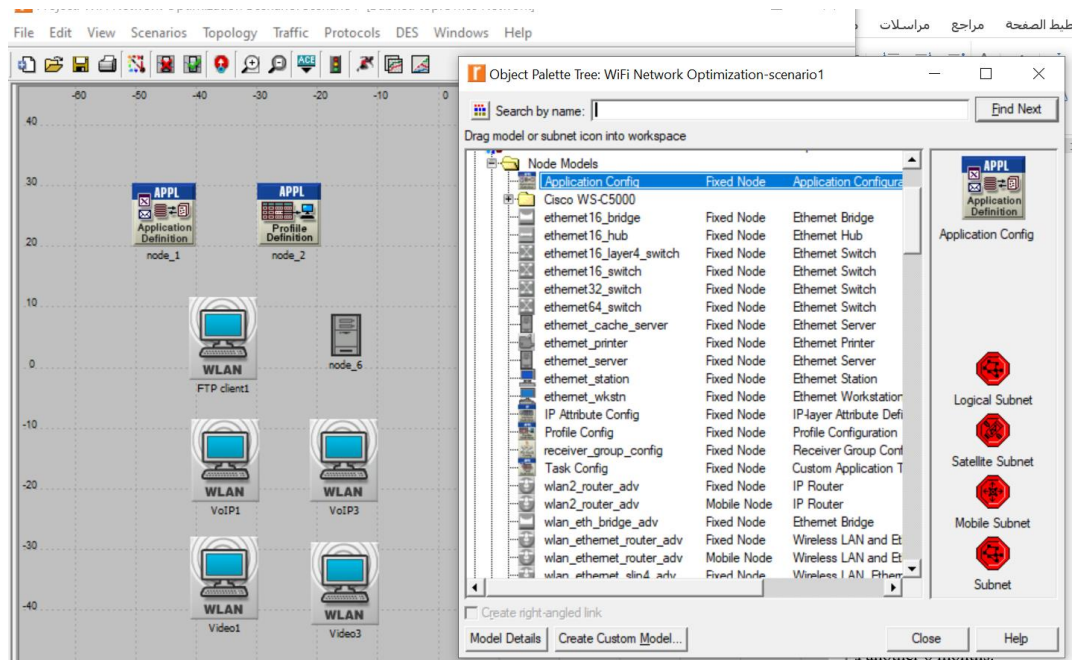 File Edit View Scenarios Topology Traffic Protocols DES Windows Help
طيط الصفحة مراجع مراسلات
ACE
-60 -50 -40 -30 -20 -10 0
40
30
20
10
0
-10
-20
-30
-40
APPL
Application
Definition
node_1
APPL
Profile
Definition
node_2
WLAN
FTP client1
node_6
WLAN
VoIP1
WLAN
VoIP3
WLAN
Video1
WLAN
Video3
Object Palette Tree: WiFi Network Optimization-scenario1
Search by name: Find Next
Drag model or subnet icon into workspace
Node Models
Application Config Fixed Node Application Configura
Cisco WS-C5000
ethernet16_bridge Fixed Node Ethernet Bridge
ethernet16_hub Fixed Node Ethernet Hub
ethernet16_layer4_switch Fixed Node Ethernet Switch
ethernet16_switch Fixed Node Ethernet Switch
ethernet32_switch Fixed Node Ethernet Switch
ethernet64_switch Fixed Node Ethernet Switch
ethernet_cache_server Fixed Node Ethernet Server
ethernet_printer Fixed Node Ethernet Printer
ethernet_server Fixed Node Ethernet Server
ethernet_station Fixed Node Ethernet Station
ethernet_wkstn Fixed Node Ethernet Workstation
IP Attribute Config Fixed Node IP-layer Attribute Defi
Profile Config Fixed Node Profile Configuration
receiver_group_config Fixed Node Receiver Group Conf
Task Config Fixed Node Custom Application T
wlan2_router_adv Fixed Node IP Router
wlan2_router_adv Mobile Node IP Router
wlan_eth_bridge_adv Fixed Node Ethernet Bridge
wlan_ethernet_router_adv Fixed Node Wireless LAN and Et
wlan_ethernet_router_adv Mobile Node Wireless LAN and Et
wlan_ethernet_slip4_adv Fixed Node Wireless LAN, Ethern
APPL
Application
Definition
Application Config
Logical Subnet
Satellite Subnet
Mobile Subnet
Subnet
Create right-angled link
Model Details Create Custom Model... Close Help